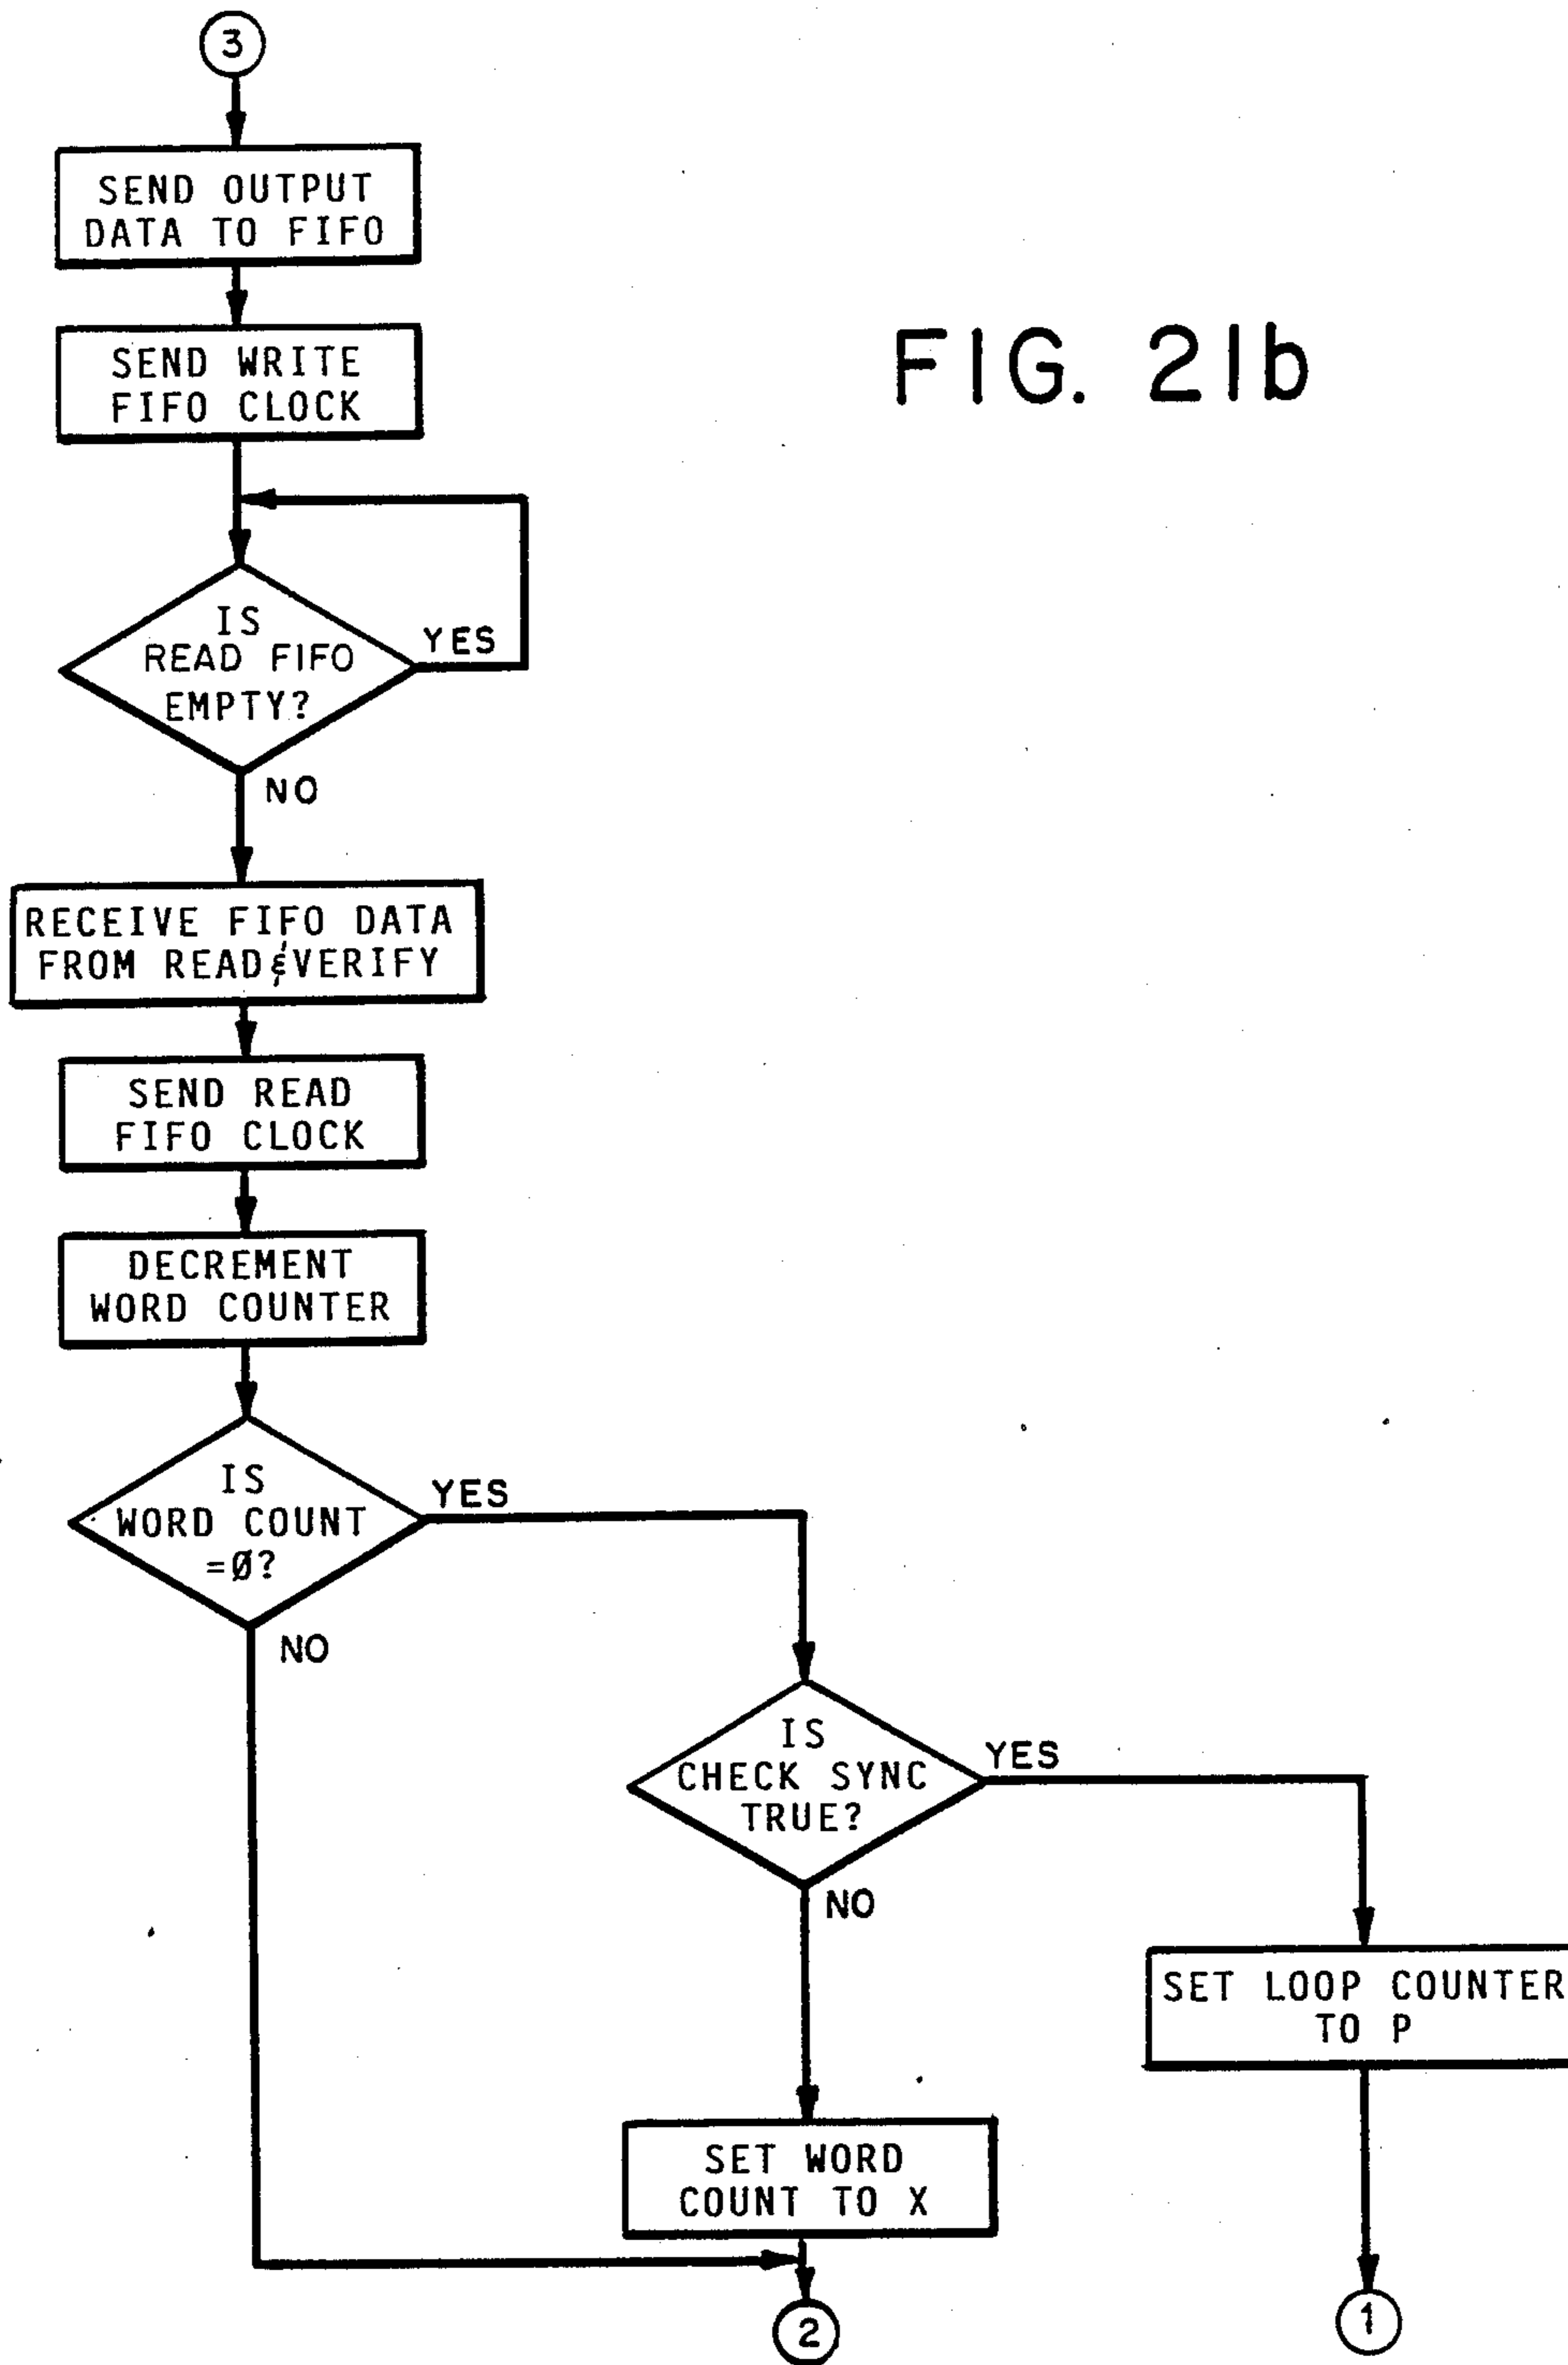 3
SEND OUTPUT
DATA TO FIFO
SEND WRITE
FIFO CLOCK
FIG. 21b
IS
READ FIFO
EMPTY?
YES
NO
RECEIVE FIFO DATA
FROM READ&VERIFY
SEND READ
FIFO CLOCK
DECREMENT
WORD COUNTER
IS
WORD COUNT
=Ø?
YES
NO
IS
CHECK SYNC
TRUE?
YES
NO
SET LOOP COUNTER
TO P
SET WORD
COUNT TO X
2
1